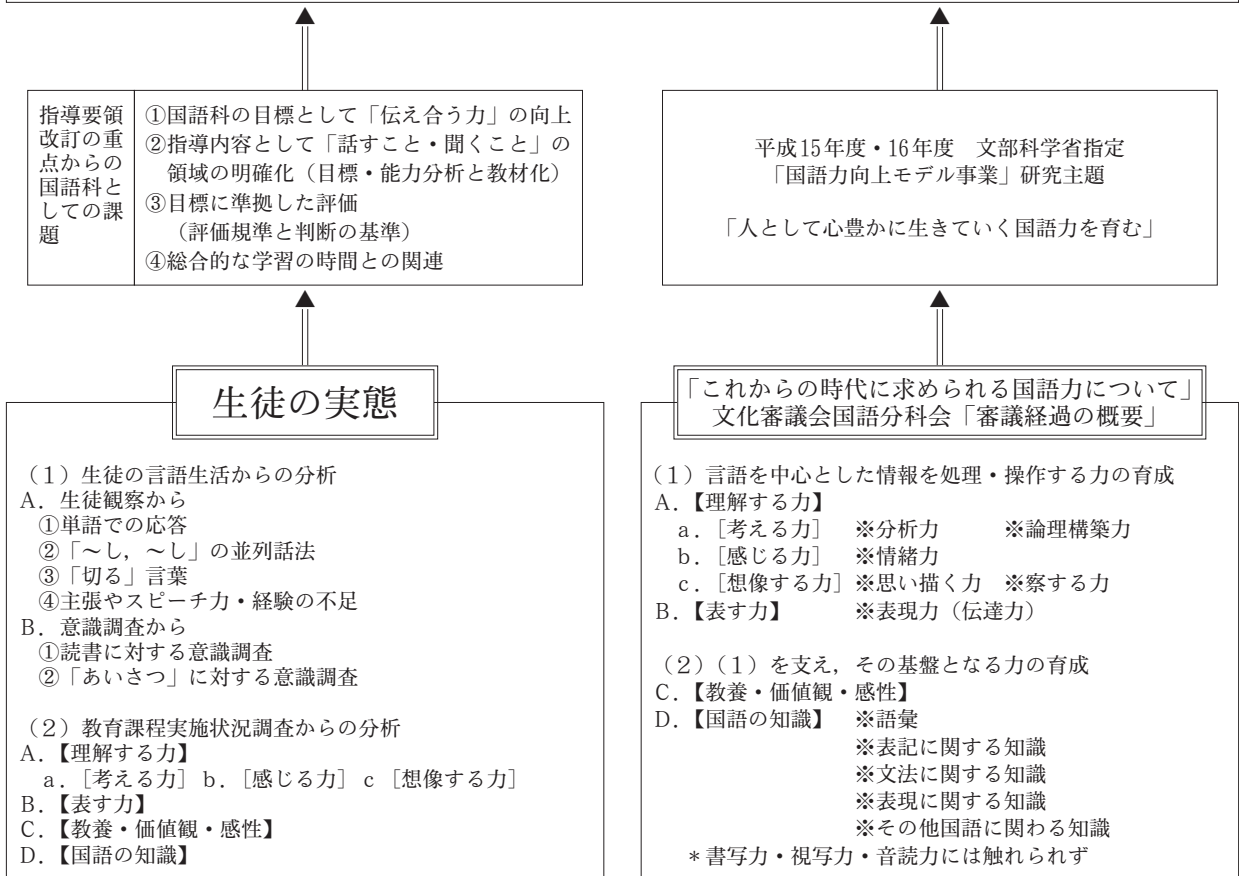 指導要領
改訂の重
点からの
国語科と
しての課
題
①国語科の目標として「伝え合う力」の向上
②指導内容として「話すこと・聞くこと」の
領域の明確化（目標・能力分析と教材化）
③目標に準拠した評価
（評価規準と判断の基準）
④総合的な学習の時間との関連
平成15年度・16年度　文部科学省指定
「国語力向上モデル事業」研究主題
「人として心豊かに生きていく国語力を育む」
生徒の実態
（1）生徒の言語生活からの分析
A．生徒観察から
①単語での応答
②「～し，～し」の並列話法
③「切る」言葉
④主張やスピーチ力・経験の不足
B．意識調査から
①読書に対する意識調査
②「あいさつ」に対する意識調査
（2）教育課程実施状況調査からの分析
A．【理解する力】
a．［考える力］ b．［感じる力］ c ［想像する力］
B．【表す力】
C．【教養・価値観・感性】
D．【国語の知識】
「これからの時代に求められる国語力について」
文化審議会国語分科会「審議経過の概要」
（1）言語を中心とした情報を処理・操作する力の育成
A．【理解する力】
a．［考える力］　※分析力　　※論理構築力
b．［感じる力］　※情緒力
c．［想像する力］※思い描く力　※察する力
B．【表す力】　　※表現力（伝達力）
（2）（1）を支え，その基盤となる力の育成
C．【教養・価値観・感性】
D．【国語の知識】　※語彙
※表記に関する知識
※文法に関する知識
※表現に関する知識
※その他国語に関わる知識
＊書写力・視写力・音読力には触れられず